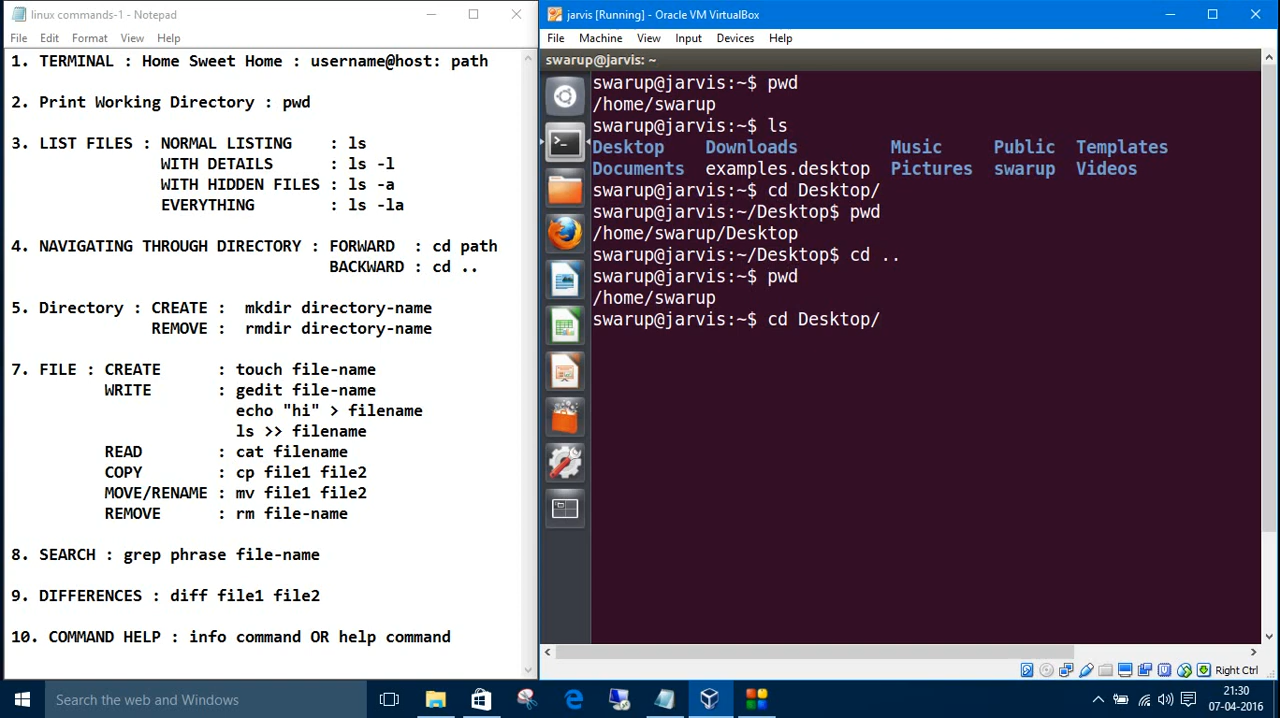 linux commands-1 - Notepad
File Edit Format View Help
1. TERMINAL : Home Sweet Home : username@host: path
2. Print Working Directory : pwd
3. LIST FILES : NORMAL LISTING : ls
WITH DETAILS : ls -l
WITH HIDDEN FILES : ls -a
EVERYTHING : ls -la
4. NAVIGATING THROUGH DIRECTORY : FORWARD : cd path
BACKWARD : cd ..
5. Directory : CREATE : mkdir directory-name
REMOVE : rmdir directory-name
7. FILE : CREATE : touch file-name
WRITE : gedit file-name
echo "hi" > filename
ls >> filename
READ : cat filename
COPY : cp file1 file2
MOVE/RENAME : mv file1 file2
REMOVE : rm file-name
8. SEARCH : grep phrase file-name
9. DIFFERENCES : diff file1 file2
10. COMMAND HELP : info command OR help command
jarvis [Running] - Oracle VM VirtualBox
File Machine View Input Devices Help
swarup@jarvis: ~
swarup@jarvis:~$ pwd
/home/swarup
swarup@jarvis:~$ ls
Desktop Downloads Music Public Templates
Documents examples.desktop Pictures swarup Videos
swarup@jarvis:~$ cd Desktop/
swarup@jarvis:~/Desktop$ pwd
/home/swarup/Desktop
swarup@jarvis:~/Desktop$ cd ..
swarup@jarvis:~$ pwd
/home/swarup
swarup@jarvis:~$ cd Desktop/
Right Ctrl
Search the web and Windows
21:30
07-04-2016